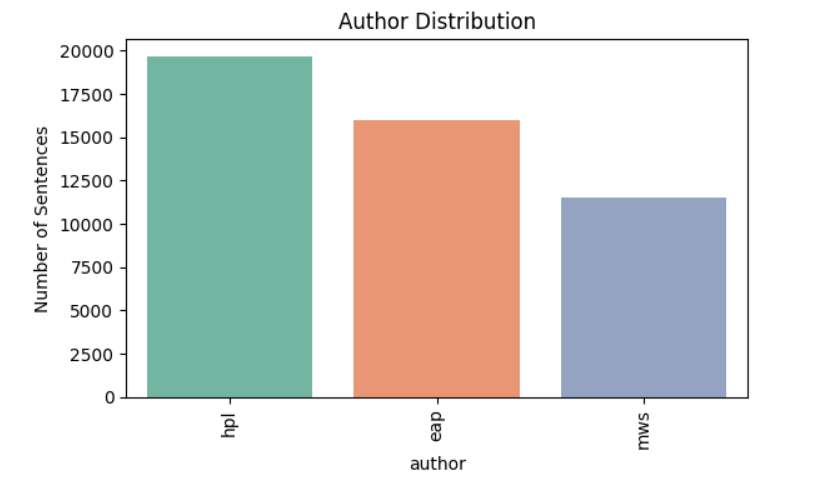 Author Distribution
Number of Sentences
20000
17500
15000
12500
10000
7500
5000
2500
0
hpl
eap
mws
author